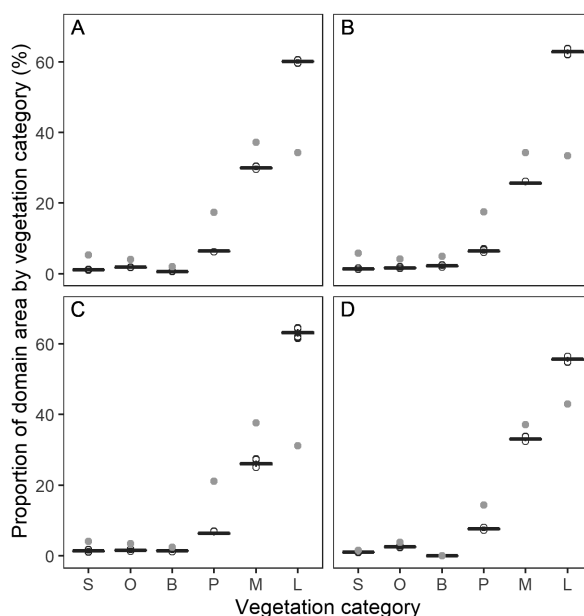 Proportion of domain area by vegetation category (%)
A
B
60
40
20
0
C
D
60
40
20
0
S O B P M L S O B P M L
Vegetation category